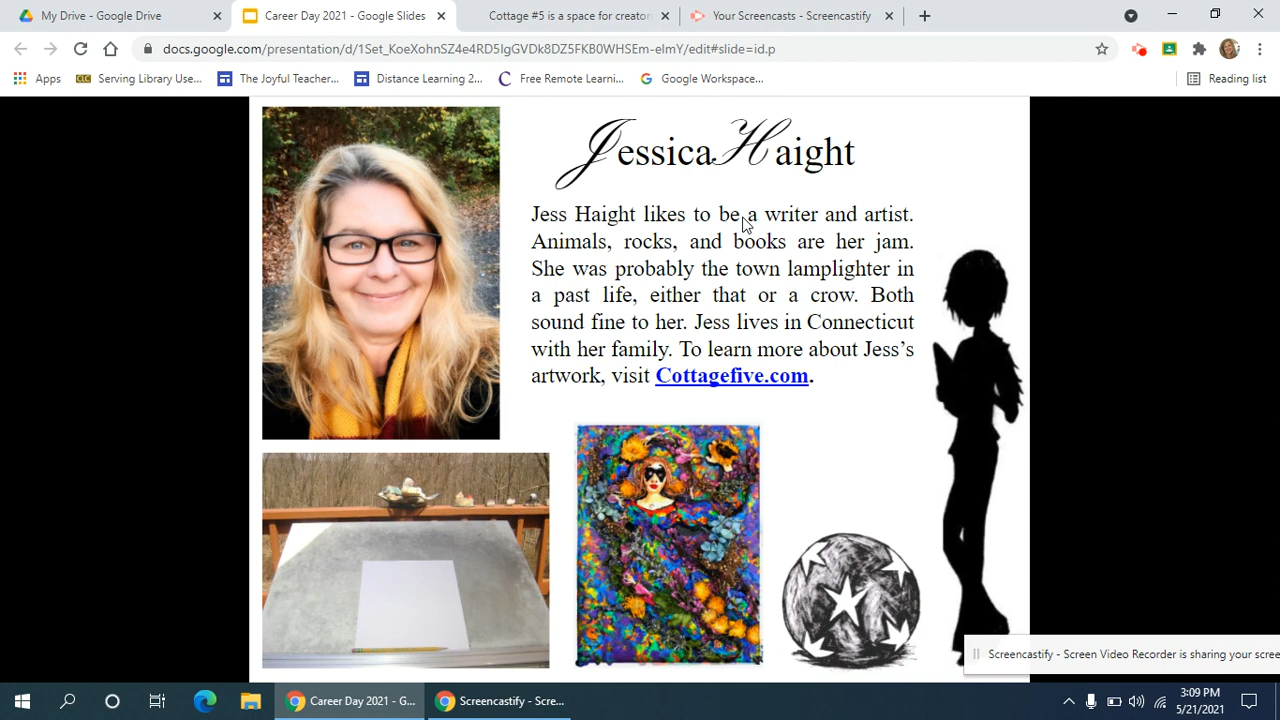 My Drive - Google Drive
Career Day 2021 - Google Slides
Cottage #5 is a space for creator
Your Screencasts - Screencastify
docs.google.com/presentation/d/1Set_KoeXohnSZ4e4RD5IgGVDk8DZ5FKB0WHSEm-elmY/edit#slide=id.p
Apps
CLC Serving Library Use...
The Joyful Teacher...
Distance Learning 2...
Free Remote Learni...
Google Workspace...
Reading list
Jessica Haight
Jess Haight likes to be a writer and artist.
Animals, rocks, and books are her jam.
She was probably the town lamplighter in
a past life, either that or a crow. Both
sound fine to her. Jess lives in Connecticut
with her family. To learn more about Jess's
artwork, visit Cottagefive.com.
Screencastify - Screen Video Recorder is sharing your scree
Career Day 2021 - G...
Screencastify - Scre...
3:09 PM
5/21/2021